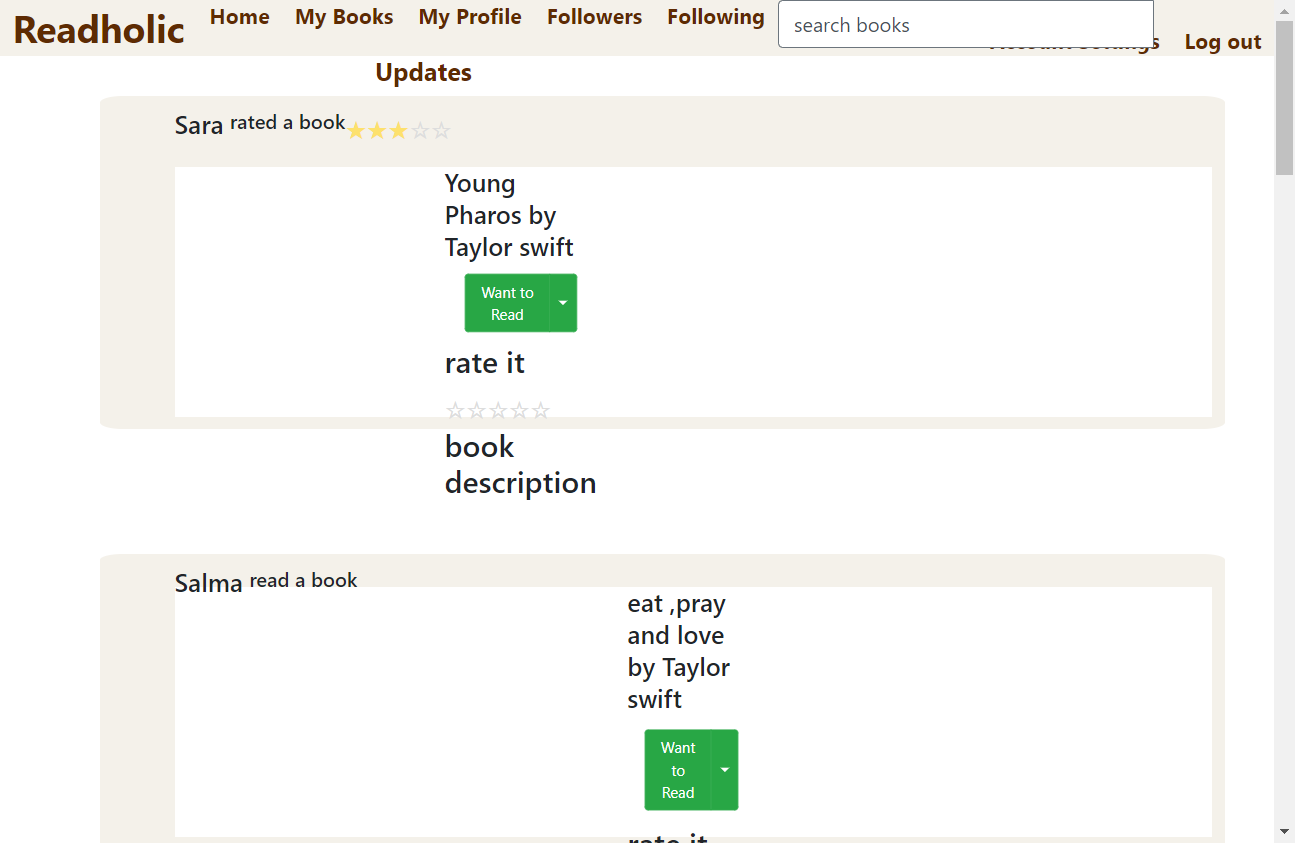 Readholic
Home
My Books
My Profile
Followers
Following
search books
Log out
Updates
Sara rated a book
Young
Pharos by
Taylor swift
Want to
Read
rate it
book
description
Salma read a book
eat ,pray
and love
by Taylor
swift
Want
to
Read
rate it